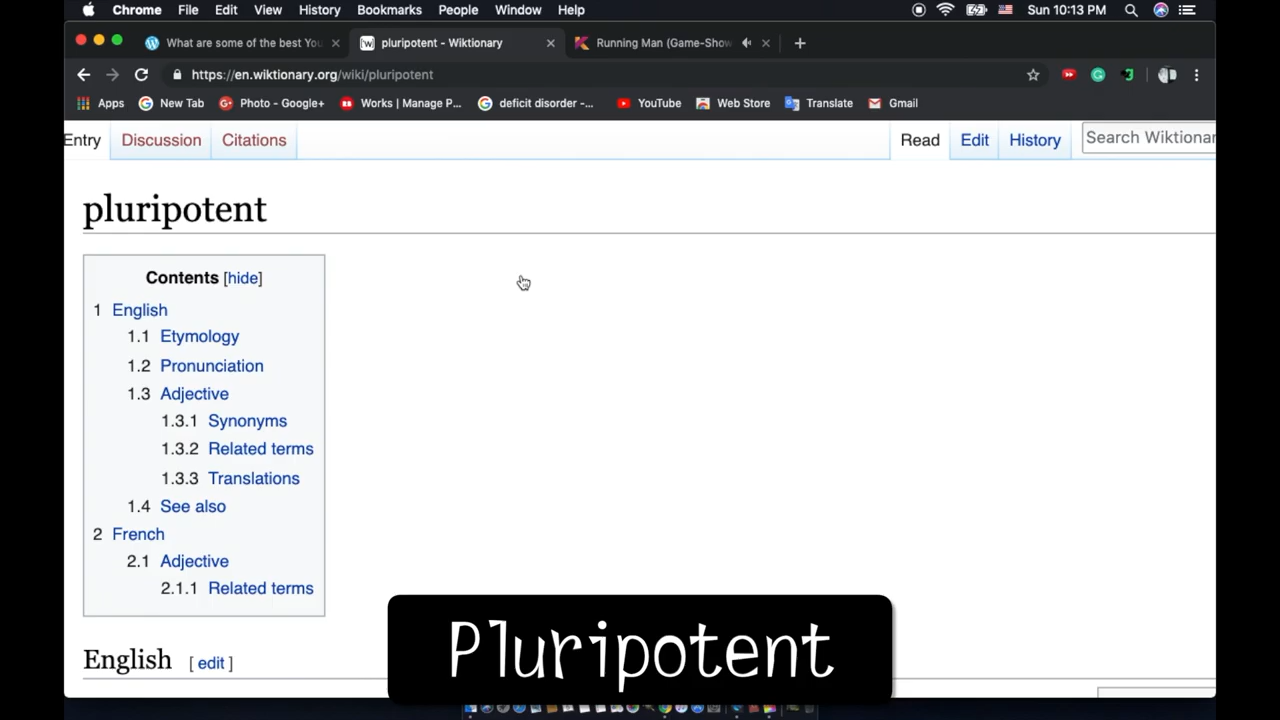 Chrome File Edit View History Bookmarks People Window Help Sun 10:13 PM
What are some of the best You pluripotent - Wiktionary Running Man (Game-Show
https://en.wiktionary.org/wiki/pluripotent
Apps New Tab Photo - Google+ Works | Manage P... deficit disorder -... YouTube Web Store Translate Gmail
Entry Discussion Citations Read Edit History Search Wiktionar
pluripotent
Contents [hide]
1 English
1.1 Etymology
1.2 Pronunciation
1.3 Adjective
1.3.1 Synonyms
1.3.2 Related terms
1.3.3 Translations
1.4 See also
2 French
2.1 Adjective
2.1.1 Related terms
English [ edit ]
Pluripotent